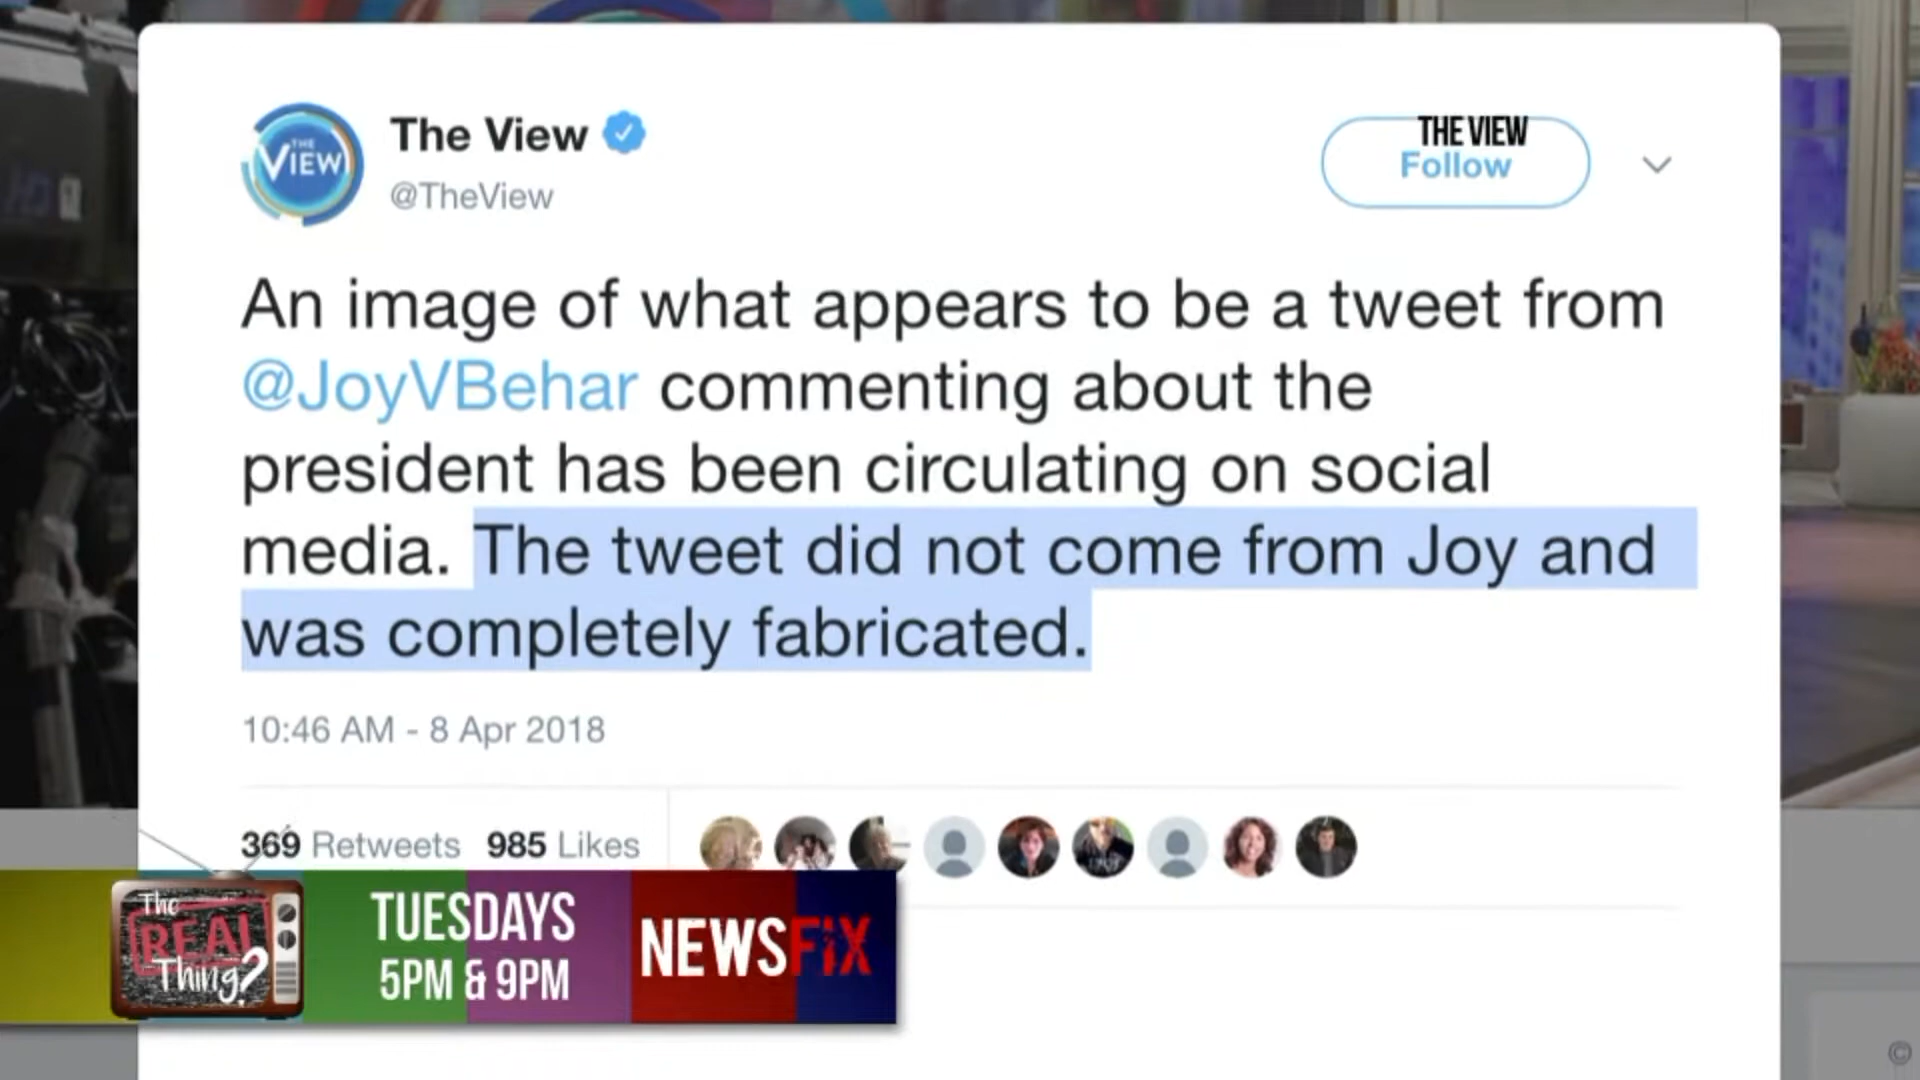 THE
VIEW
The View
@TheView
THE VIEW
Follow
An image of what appears to be a tweet from
@JoyVBehar commenting about the
president has been circulating on social
media. The tweet did not come from Joy and
was completely fabricated.
10:46 AM - 8 Apr 2018
369 Retweets 985 Likes
The
REAL
Thing?
TUESDAYS
5PM & 9PM
NEWSFIX
©